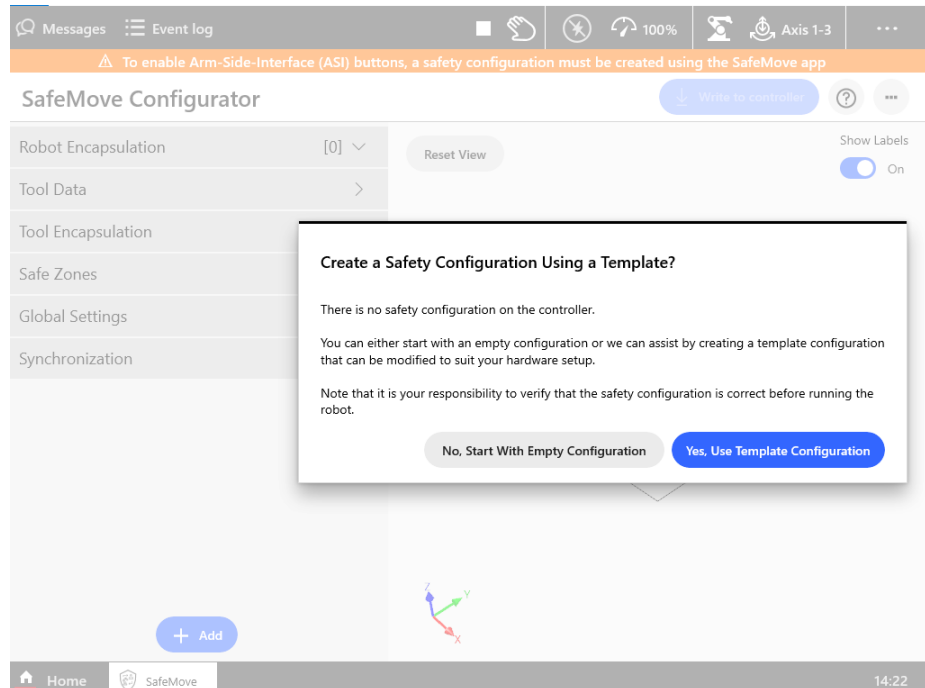 Messages Event log 100% Axis 1-3 ...
To enable Arm-Side-Interface (ASI) buttons, a safety configuration must be created using the SafeMove app
SafeMove Configurator Write to controller ? ...
Robot Encapsulation [0]
Reset View
Show Labels
On
Tool Data
Tool Encapsulation
Safe Zones
Global Settings
Synchronization
Create a Safety Configuration Using a Template?
There is no safety configuration on the controller.
You can either start with an empty configuration or we can assist by creating a template configuration
that can be modified to suit your hardware setup.
Note that it is your responsibility to verify that the safety configuration is correct before running the
robot.
No, Start With Empty Configuration Yes, Use Template Configuration
Z
Y
X
+ Add
Home SafeMove 14:22